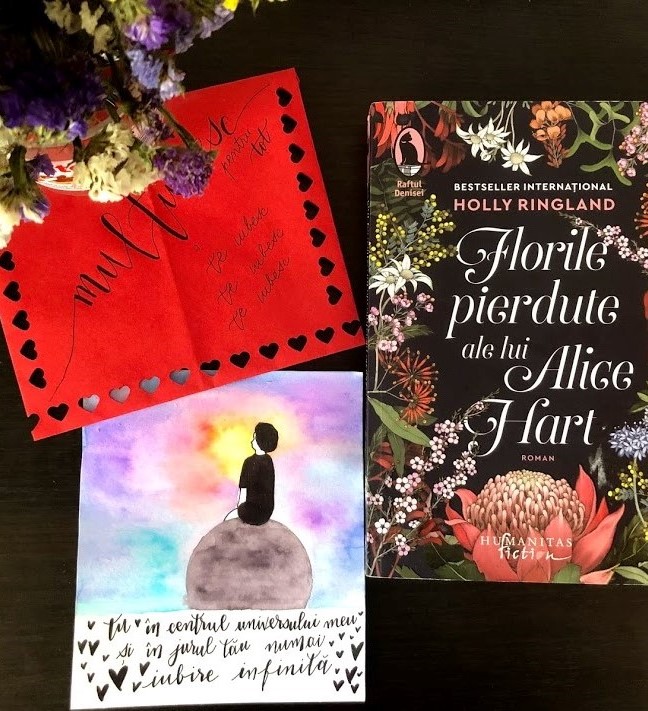 pentru
tot
te iubesc
te iubesc
te iubesc
Raftul
Denisei
BESTSELLER INTERNAȚIONAL
HOLLY RINGLAND
Florile
pierdute
ale lui
Alice
Hart
ROMAN
HUMANITAS
fiction
tu în centrul universului meu
și în jurul tău numai
iubire infinită